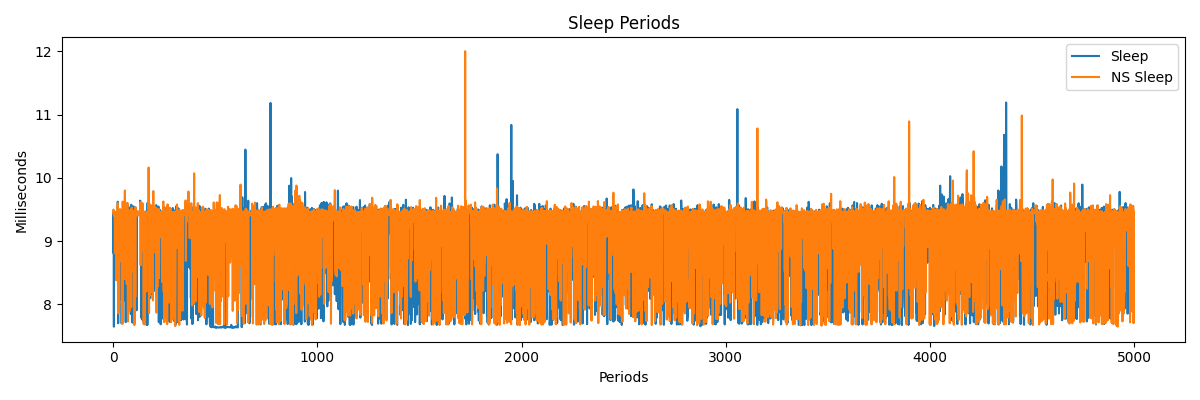 Sleep Periods
12
11
10
9
8
Milliseconds
Sleep
NS Sleep
0 1000 2000 3000 4000 5000
Periods